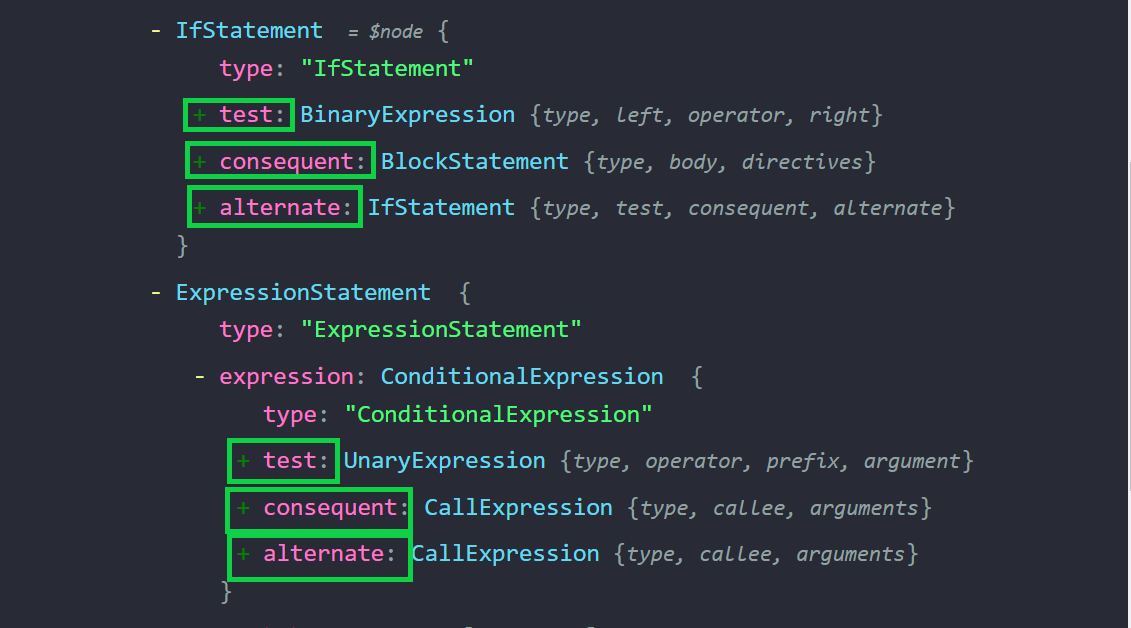 - IfStatement = $node {
type: "IfStatement"
+ test: BinaryExpression {type, left, operator, right}
+ consequent: BlockStatement {type, body, directives}
+ alternate: IfStatement {type, test, consequent, alternate}
}
- ExpressionStatement {
type: "ExpressionStatement"
- expression: ConditionalExpression {
type: "ConditionalExpression"
+ test: UnaryExpression {type, operator, prefix, argument}
+ consequent: CallExpression {type, callee, arguments}
+ alternate: CallExpression {type, callee, arguments}
}